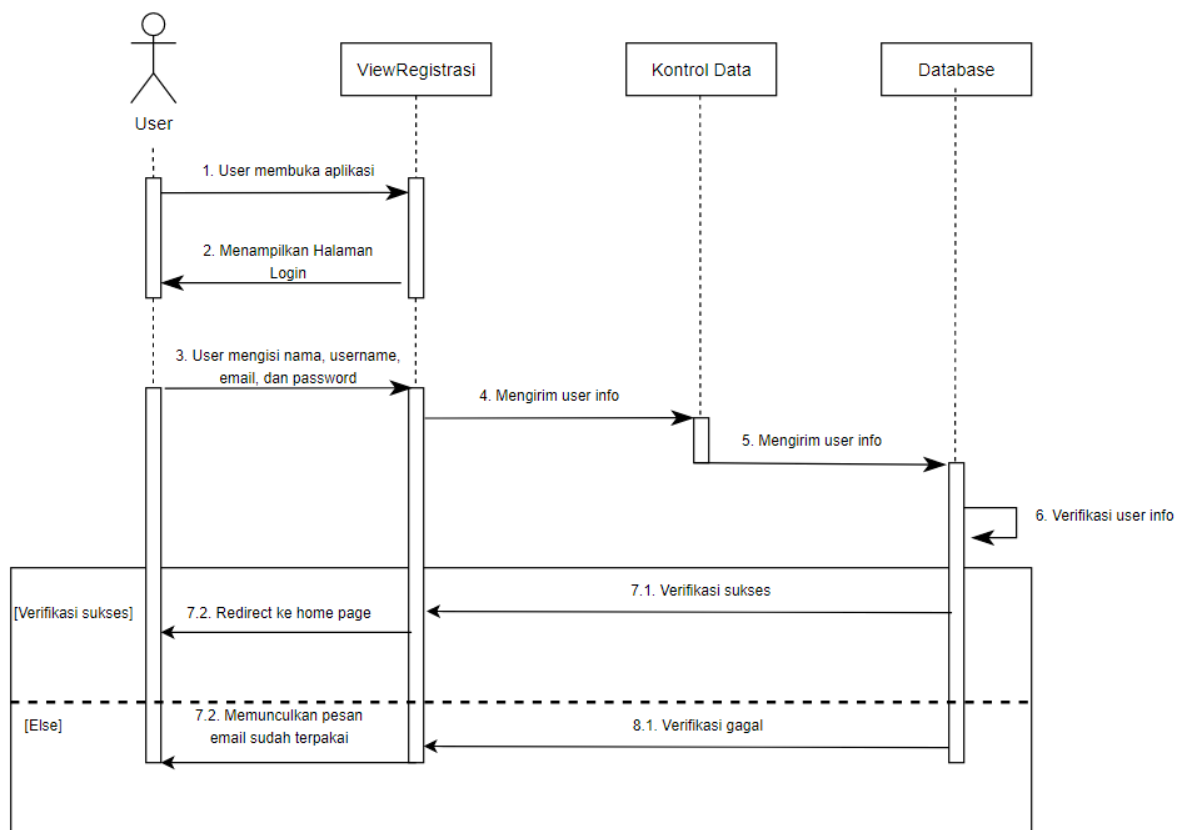 User
ViewRegistrasi
Kontrol Data
Database
1. User membuka aplikasi
2. Menampilkan Halaman
Login
3. User mengisi nama, username,
email, dan password
4. Mengirim user info
5. Mengirim user info
6. Verifikasi user info
[Verifikasi sukses]
7.1. Verifikasi sukses
7.2. Redirect ke home page
[Else]
8.1. Verifikasi gagal
7.2. Memunculkan pesan
email sudah terpakai